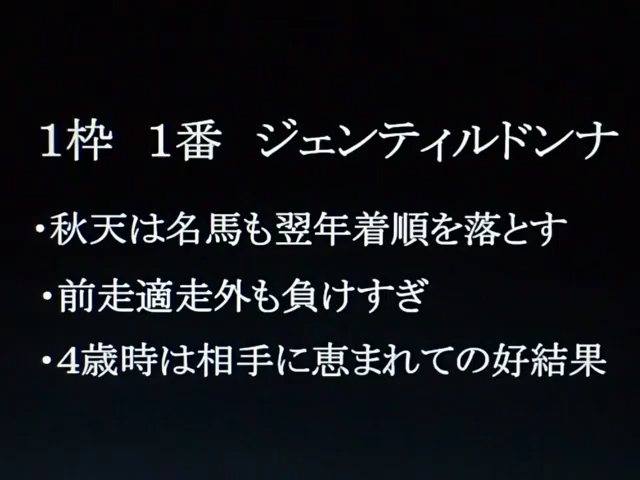 １枠　１番　ジェンティルドンナ
・秋天は名馬も翌年着順を落とす
・前走適走外も負けすぎ
・４歳時は相手に恵まれての好結果